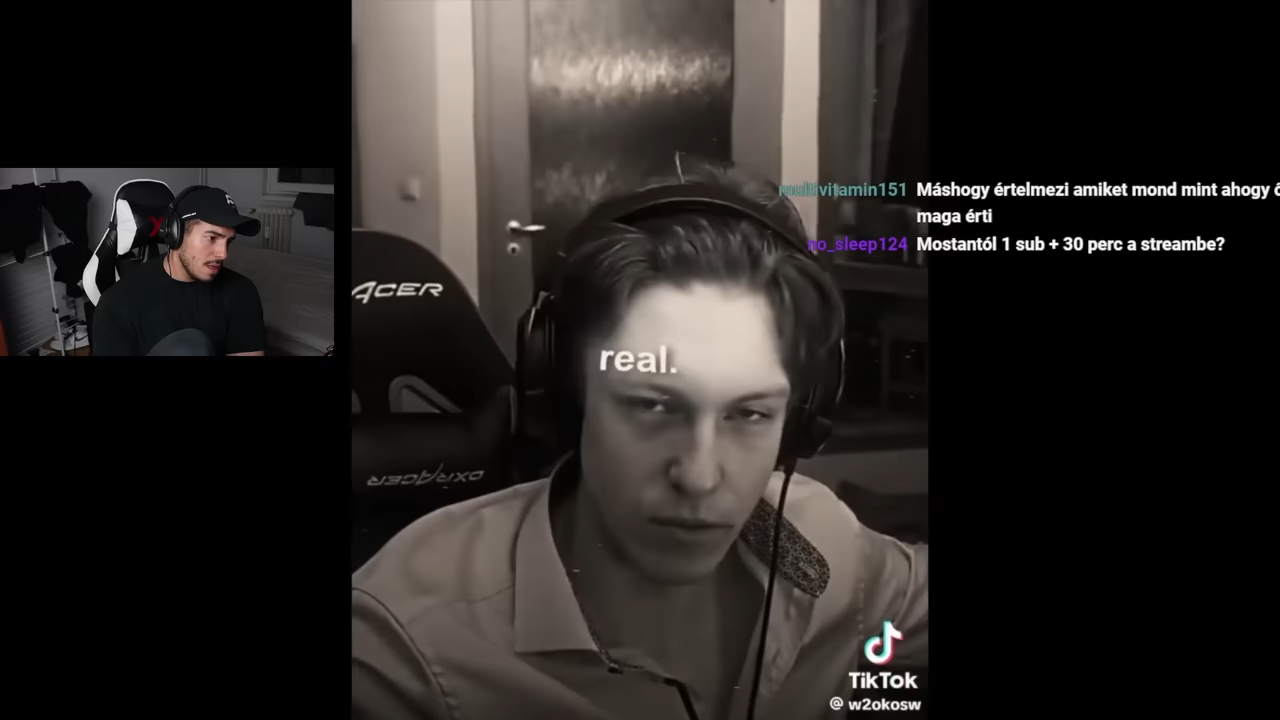 multivitamin151 Máshogy értelmezi amiket mond mint ahogy ő
maga érti
no_sleep124 Mostantól 1 sub + 30 perc a streambe?
ACER
real.
DXRACER
TikTok
@ w2okosw